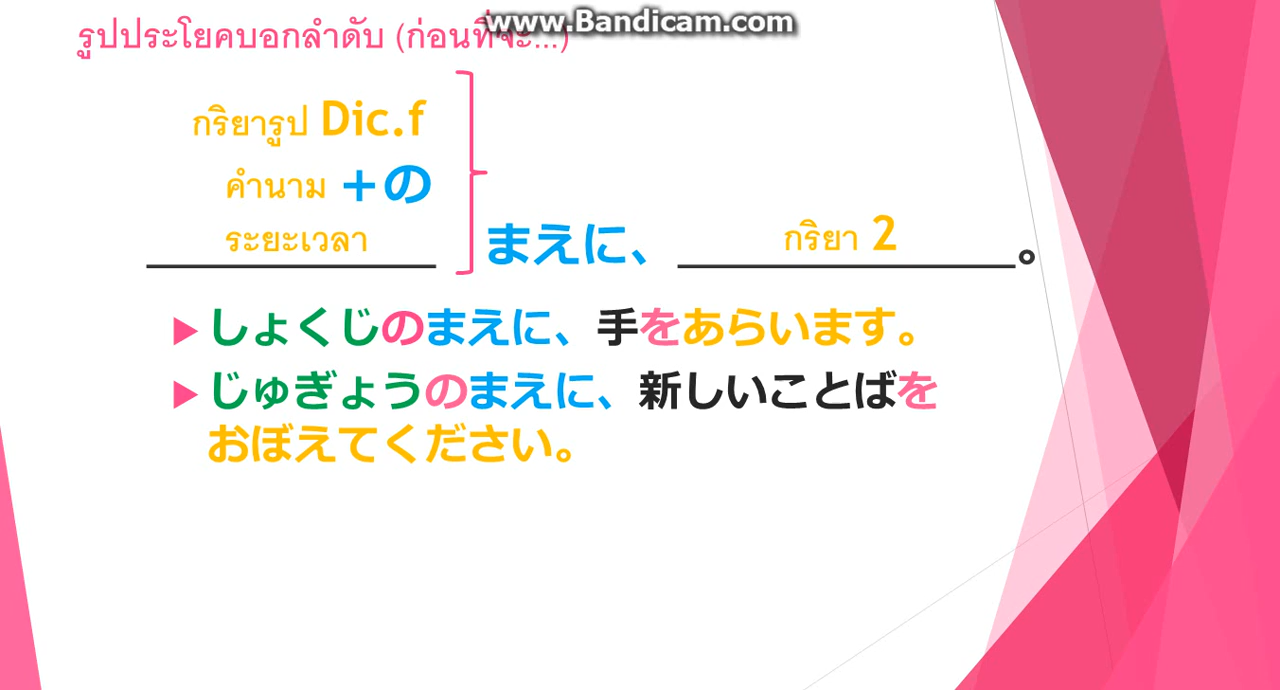 www.Bandicam.com
รูปประโยคบอกลำดับ (ก่อนที่จะ...)
กริยารูป Dic.f
คำนาม +の
ระยะเวลา
まえに、 กริยา 2 。
しょくじのまえに、手をあらいます。
じゅぎょうのまえに、新しいことばを
おぼえてください。